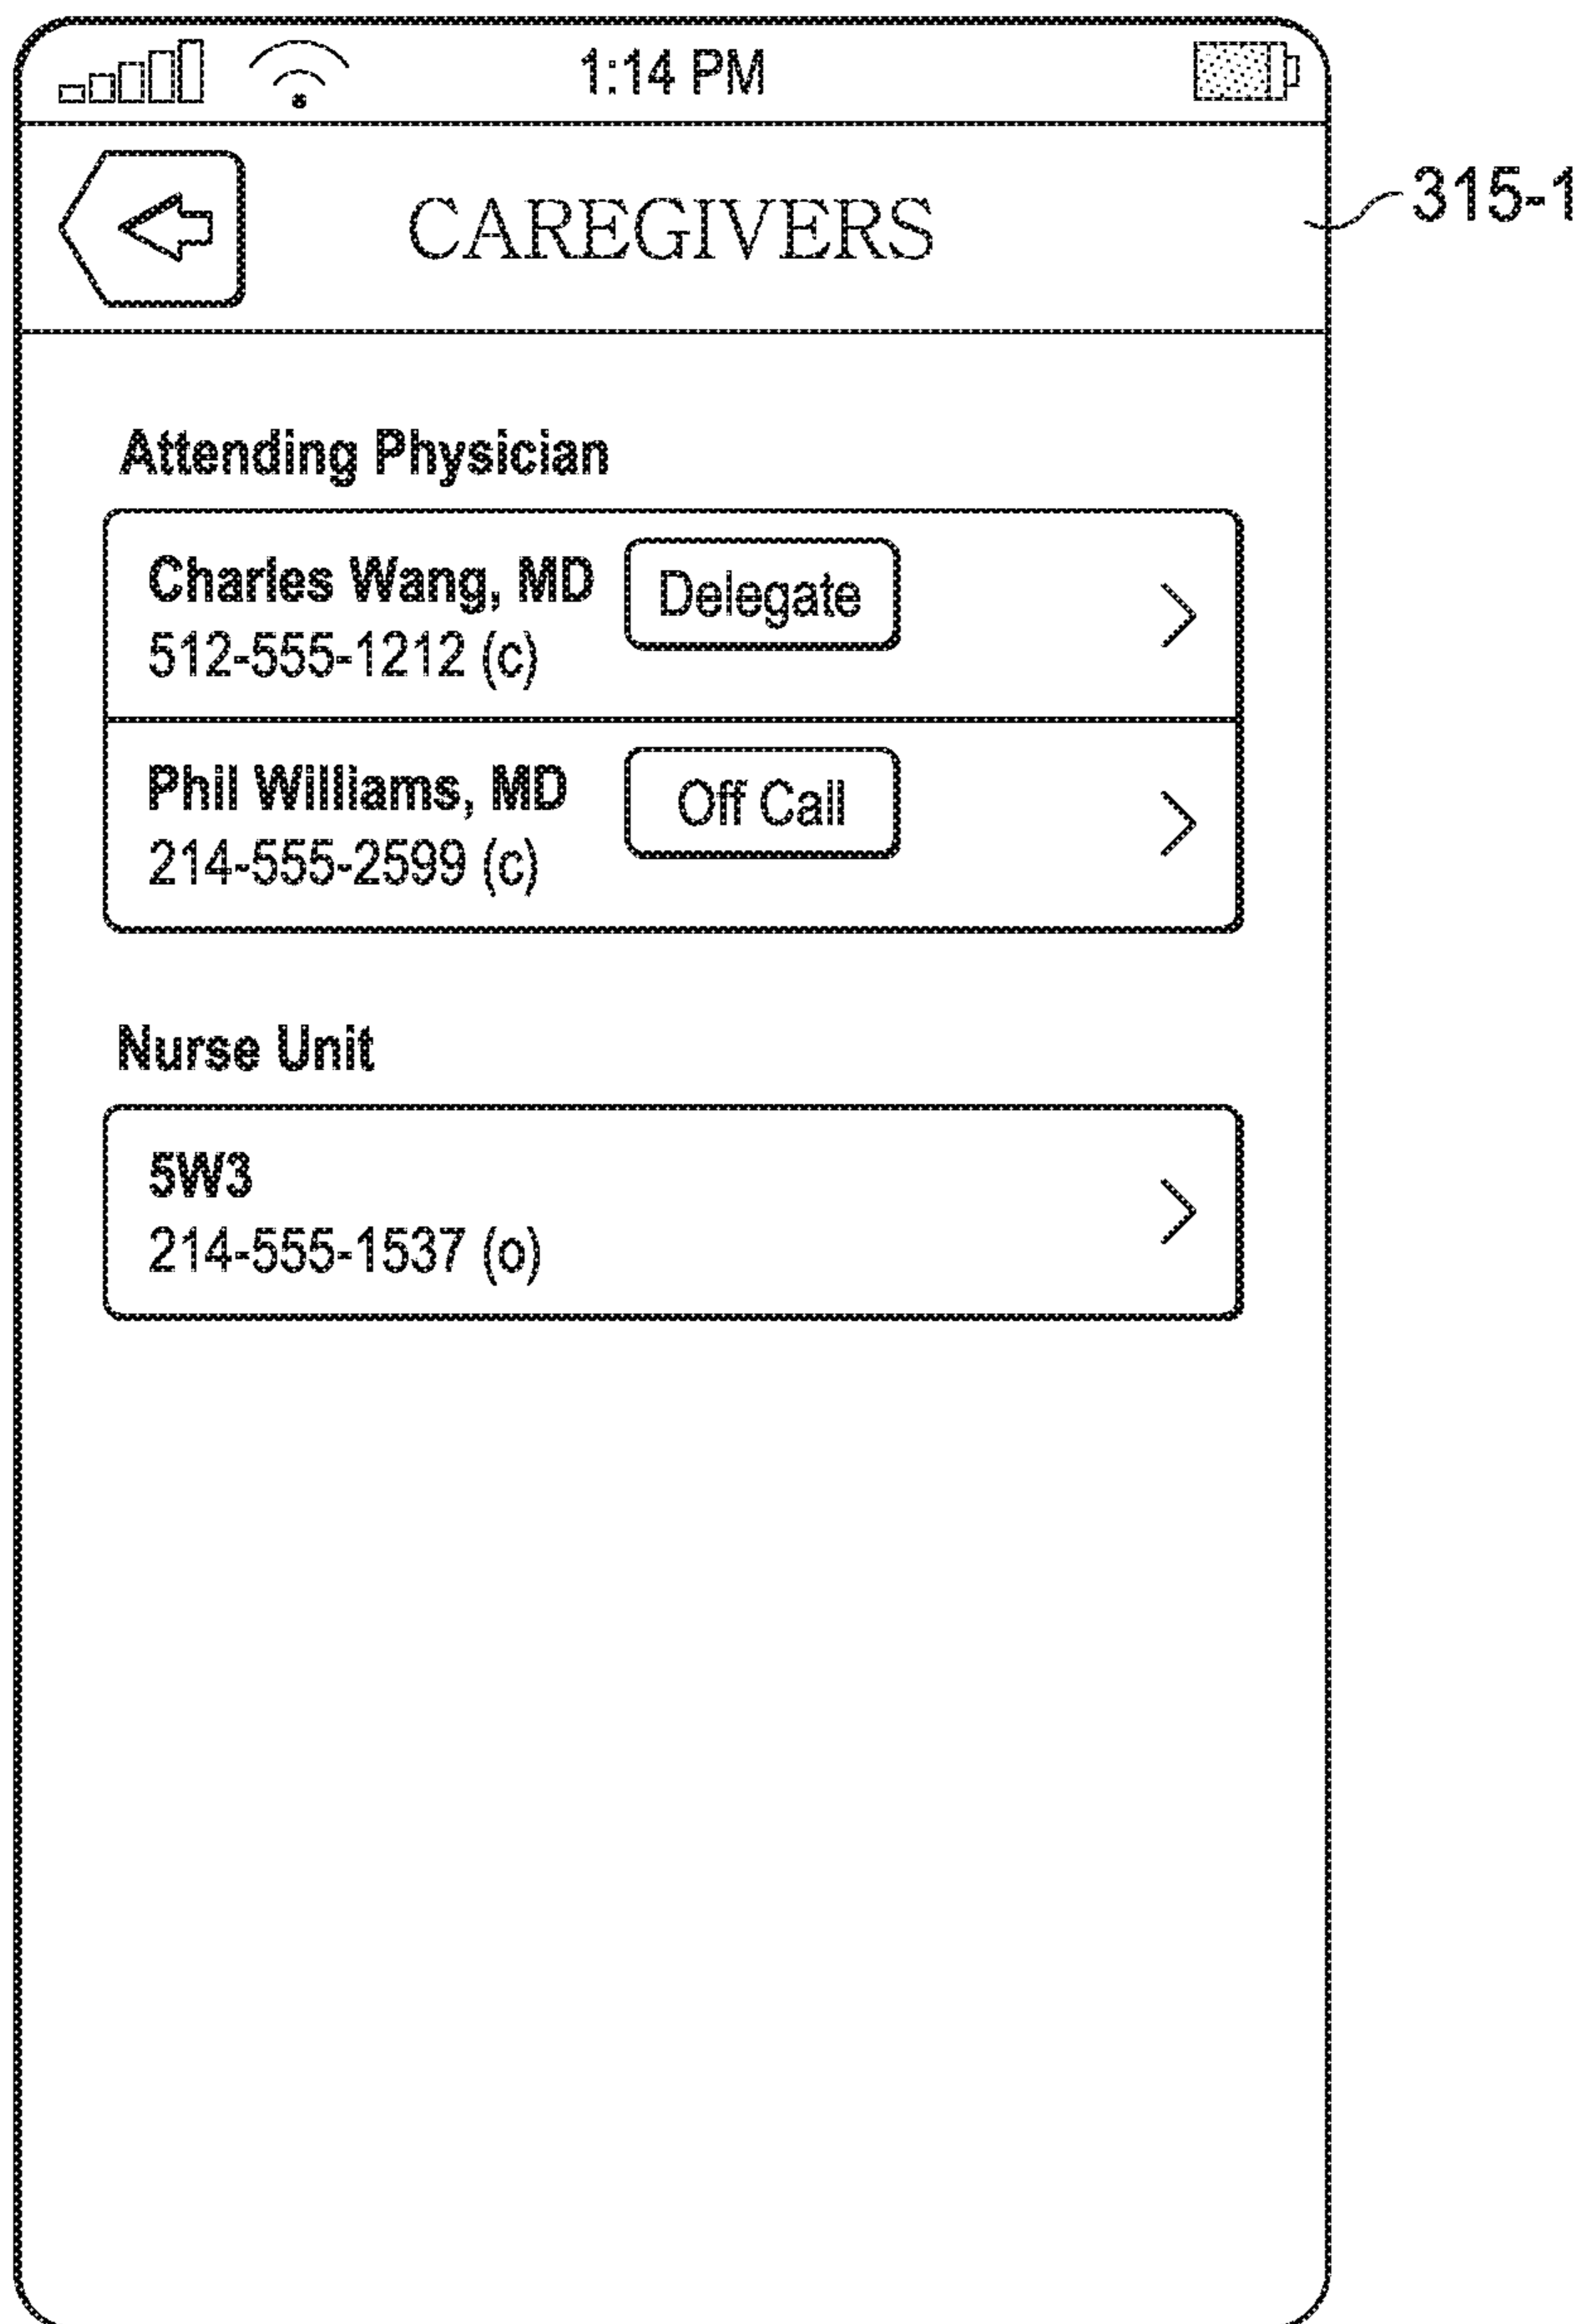 1:14 PM
CAREGIVERS
315-1
Attending Physician
Charles Wang, MD
Delegate
512-555-1212 (c)
Phil Williams, MD
Off Call
214-555-2599 (c)
Nurse Unit
5W3
214-555-1537 (o)